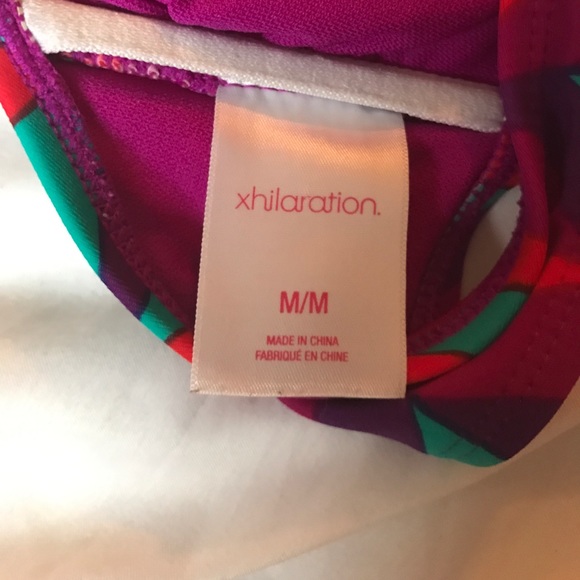 xhilaration.
M/M
MADE IN CHINA
FABRIQUÉ EN CHINE